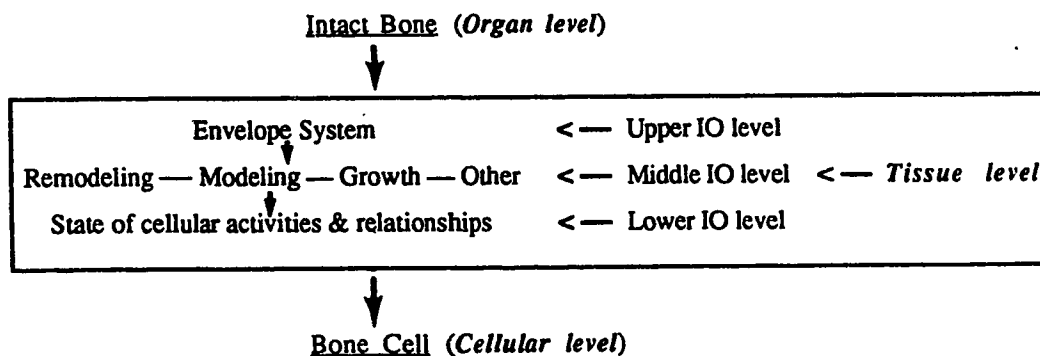 Intact Bone (Organ level)
Envelope System <— Upper IO level
Remodeling — Modeling — Growth — Other <— Middle IO level <— Tissue level
State of cellular activities & relationships <— Lower IO level
Bone Cell (Cellular level)